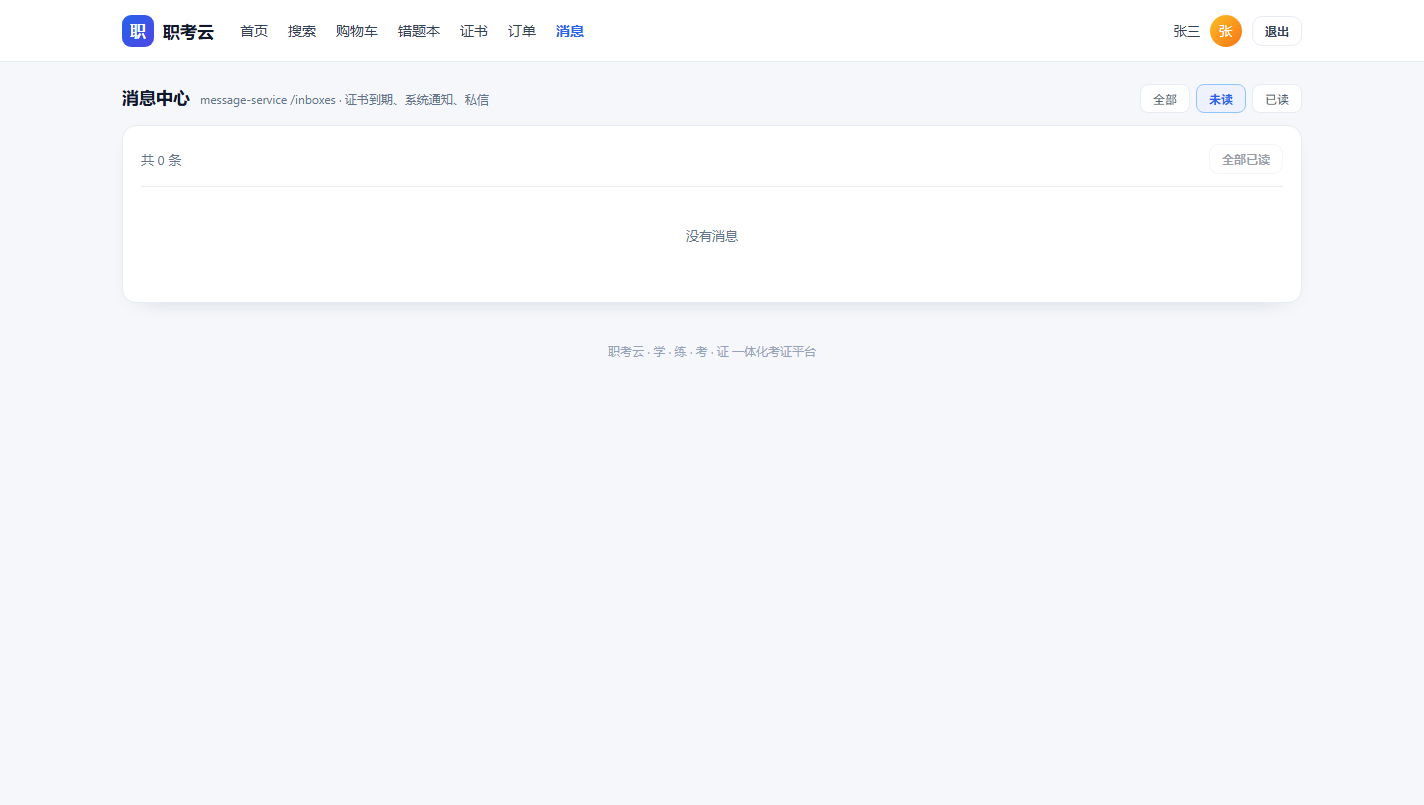 职 职考云 首页 搜索 购物车 错题本 证书 订单 消息 张三 张 退出
消息中心 message-service /inboxes · 证书到期、系统通知、私信 全部 未读 已读
共 0 条 全部已读
没有消息
职考云 · 学 · 练 · 考 · 证 一体化考证平台